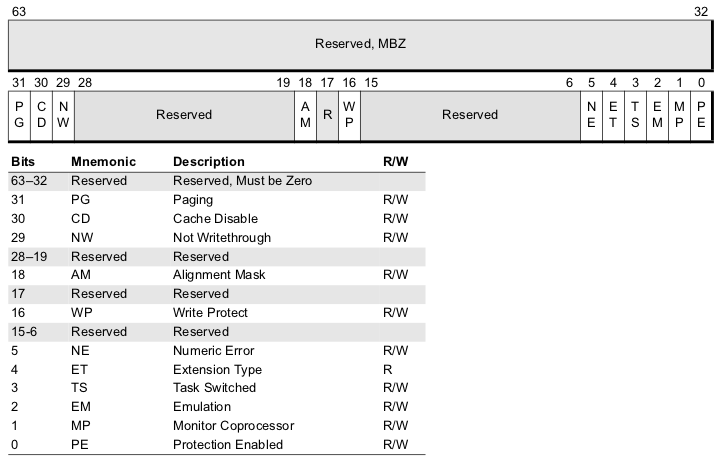 63 32
Reserved, MBZ
31 30 29 28 19 18 17 16 15 6 5 4 3 2 1 0
PG CD NW Reserved AM R WP Reserved NE ET TS EM MP PE
Bits Mnemonic Description R/W
63–32 Reserved Reserved, Must be Zero
31 PG Paging R/W
30 CD Cache Disable R/W
29 NW Not Writethrough R/W
28–19 Reserved Reserved
18 AM Alignment Mask R/W
17 Reserved Reserved
16 WP Write Protect R/W
15-6 Reserved Reserved
5 NE Numeric Error R/W
4 ET Extension Type R
3 TS Task Switched R/W
2 EM Emulation R/W
1 MP Monitor Coprocessor R/W
0 PE Protection Enabled R/W